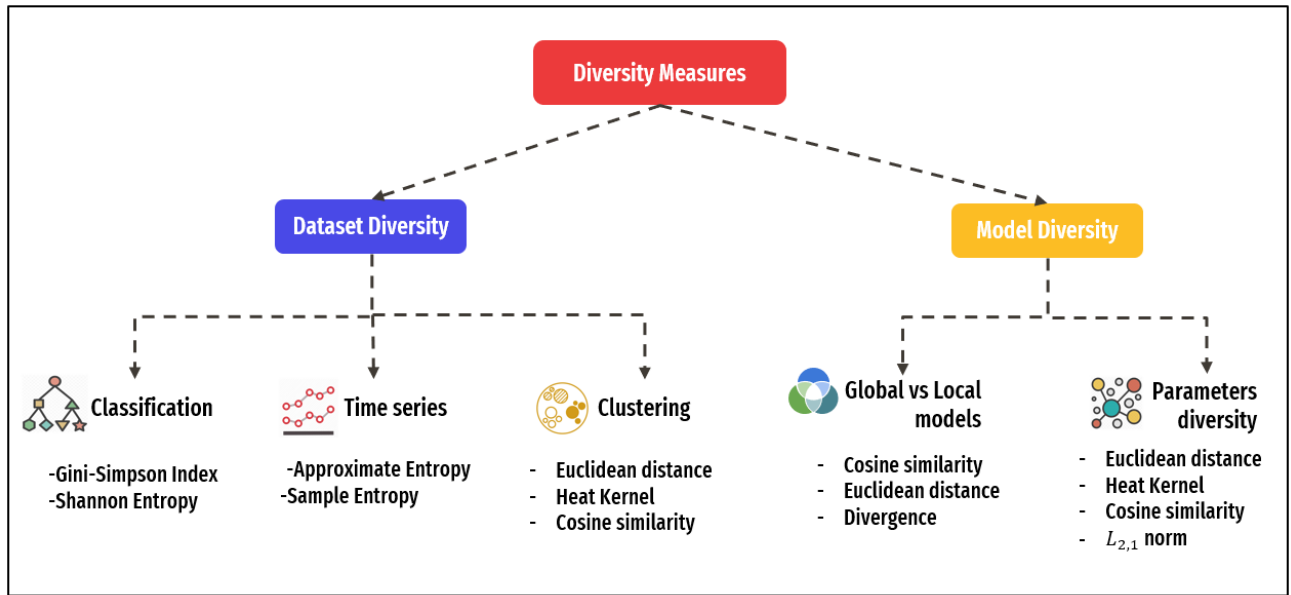 Diversity Measures
Dataset Diversity
Model Diversity
Classification
-Gini-Simpson Index
-Shannon Entropy
Time series
-Approximate Entropy
-Sample Entropy
Clustering
- Euclidean distance
- Heat Kernel
- Cosine similarity
Global vs Local
models
- Cosine similarity
- Euclidean distance
- Divergence
Parameters
diversity
- Euclidean distance
- Heat Kernel
- Cosine similarity
- L2,1 norm